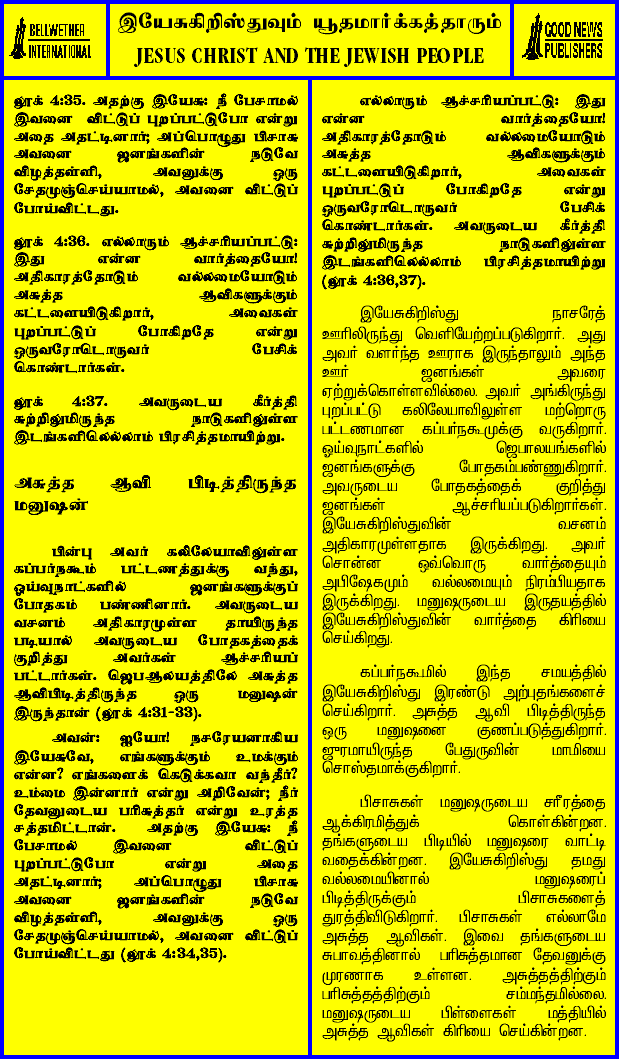 BELLWETHER
INTERNATIONAL
இயேசுகிறிஸ்துவும் யூதமார்க்கத்தாரும்
JESUS CHRIST AND THE JEWISH PEOPLE
GOOD NEWS
PUBLISHERS
லூக் 4:35. அதற்கு இயேசு: நீ பேசாமல்
இவனை விட்டுப் புறப்பட்டுபோ என்று
அதை அதட்டினார்; அப்பொழுது பிசாசு
அவனை ஜனங்களின் நடுவே
விழத்தள்ளி, அவனுக்கு ஒரு
சேதமுஞ்செய்யாமல், அவனை விட்டுப்
போய்விட்டது.
லூக் 4:36. எல்லாரும் ஆச்சரியப்பட்டு:
இது என்ன வார்த்தையோ!
அதிகாரத்தோடும் வல்லமையோடும்
அசுத்த ஆவிகளுக்கும்
கட்டளையிடுகிறார், அவைகள்
புறப்பட்டுப் போகிறதே என்று
ஒருவரோடொருவர் பேசிக்
கொண்டார்கள்.
லூக் 4:37. அவருடைய கீர்த்தி
சுற்றிலுமிருந்த நாடுகளிலுள்ள
இடங்களிலெல்லாம் பிரசித்தமாயிற்று.
அசுத்த ஆவி பிடித்திருந்த
மனுஷன்
பின்பு அவர் கலிலேயாவிலுள்ள
கப்பர்நகூம் பட்டணத்துக்கு வந்து,
ஓய்வுநாட்களில் ஜனங்களுக்குப்
போதகம் பண்ணினார். அவருடைய
வசனம் அதிகாரமுள்ள தாயிருந்த
படியால் அவருடைய போதகத்தைக்
குறித்து அவர்கள் ஆச்சரியப்
பட்டார்கள். ஜெபஆலயத்திலே அசுத்த
ஆவிபிடித்திருந்த ஒரு மனுஷன்
இருந்தான் (லூக் 4:31-33).
அவன்: ஐயோ! நசரேயனாகிய
இயேசுவே, எங்களுக்கும் உமக்கும்
என்ன? எங்களைக் கெடுக்கவா வந்தீர்?
உம்மை இன்னார் என்று அறிவேன்; நீர்
தேவனுடைய பரிசுத்தர் என்று உரத்த
சத்தமிட்டான். அதற்கு இயேசு: நீ
பேசாமல் இவனை விட்டுப்
புறப்பட்டுபோ என்று அதை
அதட்டினார்; அப்பொழுது பிசாசு
அவனை ஜனங்களின் நடுவே
விழத்தள்ளி, அவனுக்கு ஒரு
சேதமுஞ்செய்யாமல், அவனை விட்டுப்
போய்விட்டது (லூக் 4:34,35).
எல்லாரும் ஆச்சரியப்பட்டு: இது
என்ன வார்த்தையோ!
அதிகாரத்தோடும் வல்லமையோடும்
அசுத்த ஆவிகளுக்கும்
கட்டளையிடுகிறார், அவைகள்
புறப்பட்டுப் போகிறதே என்று
ஒருவரோடொருவர் பேசிக்
கொண்டார்கள். அவருடைய கீர்த்தி
சுற்றிலுமிருந்த நாடுகளிலுள்ள
இடங்களிலெல்லாம் பிரசித்தமாயிற்று
(லூக் 4:36,37).
இயேசுகிறிஸ்து நாசரேத்
ஊரிலிருந்து வெளியேற்றப்படுகிறார். அது
அவர் வளர்ந்த ஊராக இருந்தாலும் அந்த
ஊர் ஜனங்கள் அவரை
ஏற்றுக்கொள்ளவில்லை. அவர் அங்கிருந்து
புறப்பட்டு கலிலேயாவிலுள்ள மற்றொரு
பட்டணமான கப்பர்நகூமுக்கு வருகிறார்.
ஓய்வுநாட்களில் ஜெபாலயங்களில்
ஜனங்களுக்கு போதகம்பண்ணுகிறார்.
அவருடைய போதகத்தைக் குறித்து
ஜனங்கள் ஆச்சரியப்படுகிறார்கள்.
இயேசுகிறிஸ்துவின் வசனம்
அதிகாரமுள்ளதாக இருக்கிறது. அவர்
சொன்ன ஒவ்வொரு வார்த்தையும்
அபிஷேகமும் வல்லமையும் நிரம்பியதாக
இருக்கிறது. மனுஷருடைய இருதயத்தில்
இயேசுகிறிஸ்துவின் வார்த்தை கிரியை
செய்கிறது.
கப்பர்நகூமில் இந்த சமயத்தில்
இயேசுகிறிஸ்து இரண்டு அற்புதங்களைச்
செய்கிறார். அசுத்த ஆவி பிடித்திருந்த
ஒரு மனுஷனை குணப்படுத்துகிறார்.
ஜுரமாயிருந்த பேதுருவின் மாமியை
சொஸ்தமாக்குகிறார்.
பிசாசுகள் மனுஷருடைய சரீரத்தை
ஆக்கிரமித்துக் கொள்கின்றன.
தங்களுடைய பிடியில் மனுஷரை வாட்டி
வதைக்கின்றன. இயேசுகிறிஸ்து தமது
வல்லமையினால் மனுஷரைப்
பிடித்திருக்கும் பிசாசுகளைத்
துரத்திவிடுகிறார். பிசாசுகள் எல்லாமே
அசுத்த ஆவிகள். இவை தங்களுடைய
சுபாவத்தினால் பரிசுத்தமான தேவனுக்கு
முரணாக உள்ளன. அசுத்தத்திற்கும்
பரிசுத்தத்திற்கும் சம்மந்தமில்லை.
மனுஷருடைய பிள்ளைகள் மத்தியில்
அசுத்த ஆவிகள் கிரியை செய்கின்றன.